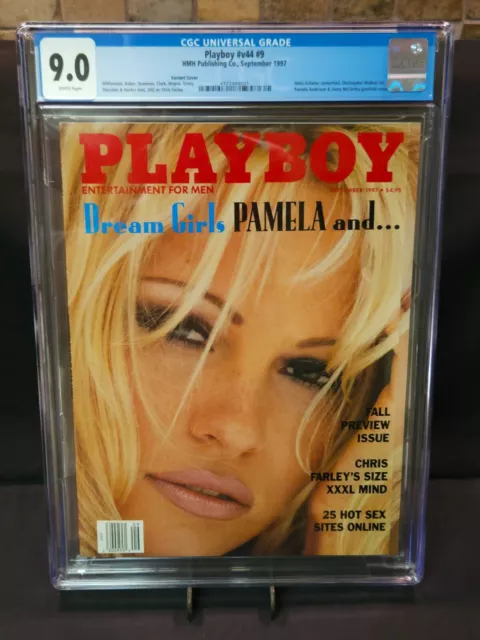 CGC UNIVERSAL GRADE
9.0
WHITE Pages
Playboy #v44 #9
HMH Publishing Co., September 1997
Variant Cover
PLAYBOY
ENTERTAINMENT FOR MEN
SEPTEMBER 1997 • $4.95
Dream Girls PAMELA and...
FALL
PREVIEW
ISSUE
CHRIS
FARLEY'S SIZE
XXXL MIND
25 HOT SEX
SITES ONLINE